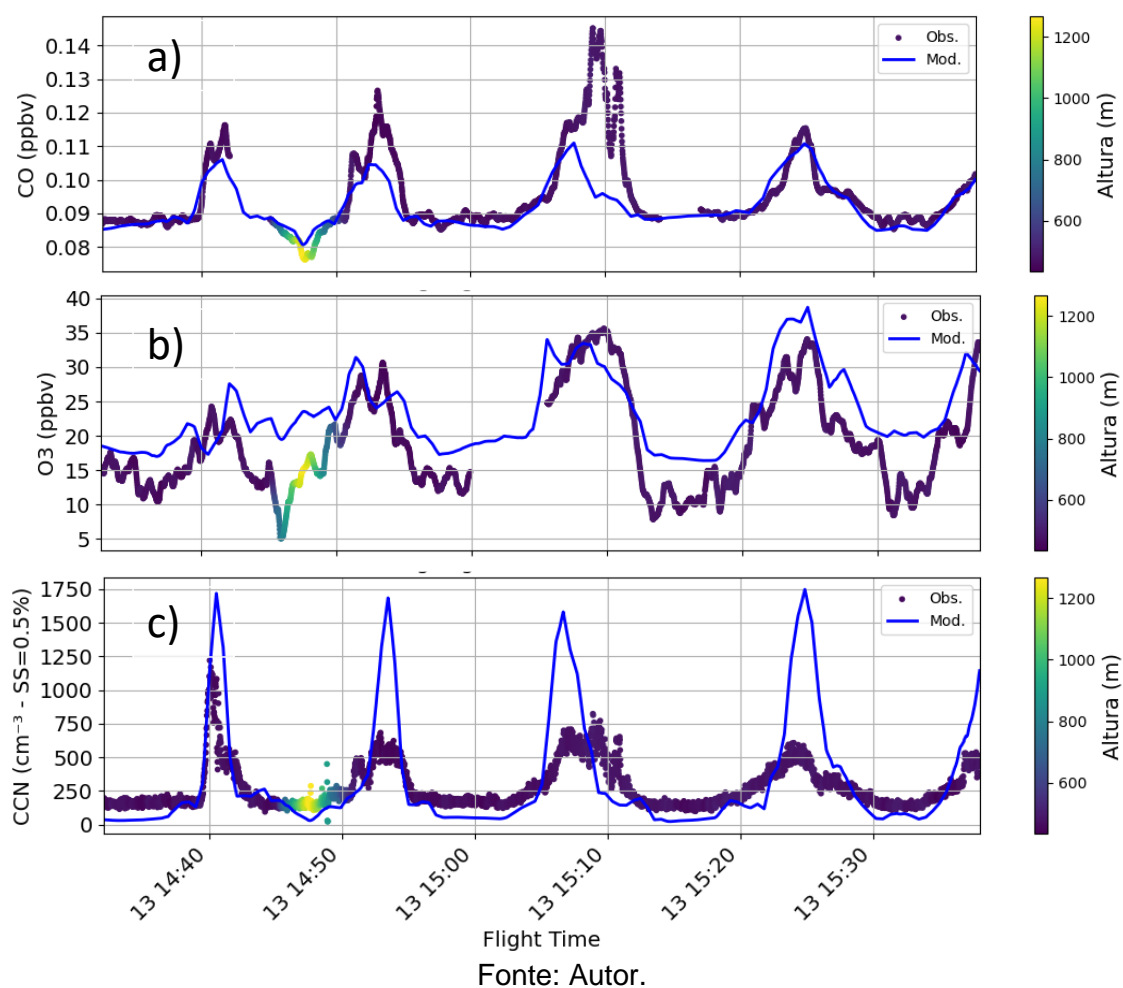 a)
CO (ppbv)
0.14
0.13
0.12
0.11
0.10
0.09
0.08
Obs.
Mod.
1200
1000
800
600
Altura (m)
b)
O3 (ppbv)
40
35
30
25
20
15
10
5
Obs.
Mod.
1200
1000
800
600
Altura (m)
c)
CCN (cm⁻³ - SS=0.5%)
1750
1500
1250
1000
750
500
250
0
Obs.
Mod.
1200
1000
800
600
Altura (m)
13 14:40
13 14:50
13 15:00
13 15:10
13 15:20
13 15:30
Flight Time
Fonte: Autor.